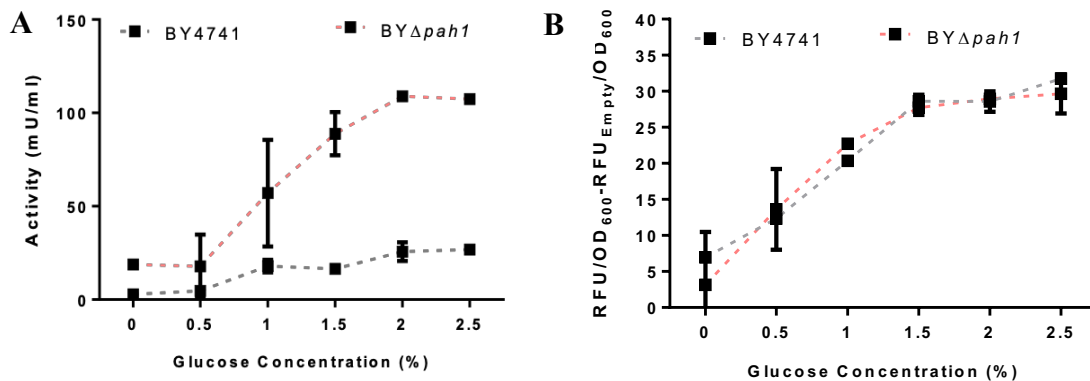 A
BY4741
BYΔpah1
Activity (mU/ml)
150
100
50
0
0 0.5 1 1.5 2 2.5
Glucose Concentration (%)
B
BY4741
BYΔpah1
RFU/OD600-RFUEmpty/OD600
40
35
30
25
20
15
10
5
0
0 0.5 1 1.5 2 2.5
Glucose Concentration (%)